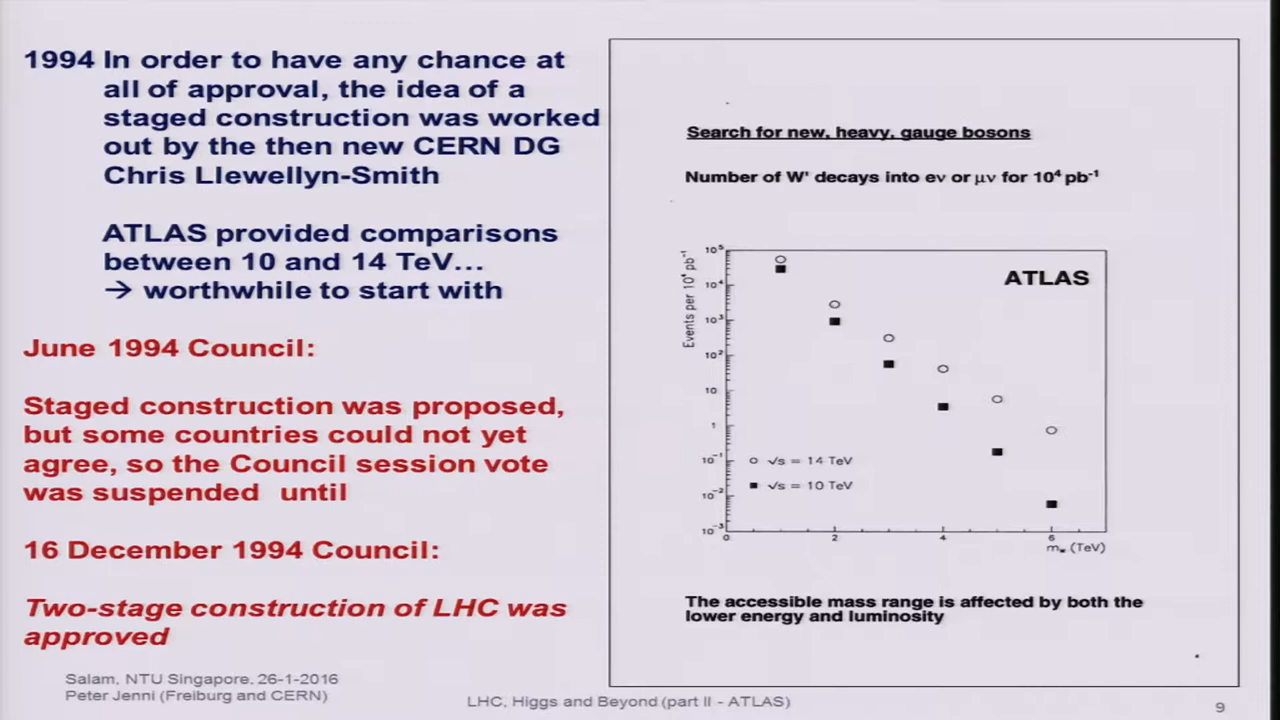 1994 In order to have any chance at
all of approval, the idea of a
staged construction was worked
out by the then new CERN DG
Chris Llewellyn-Smith
ATLAS provided comparisons
between 10 and 14 TeV…
→ worthwhile to start with
June 1994 Council:
Staged construction was proposed,
but some countries could not yet
agree, so the Council session vote
was suspended until
16 December 1994 Council:
Two-stage construction of LHC was
approved
Search for new, heavy, gauge bosons
Number of W' decays into eν or μν for 10⁴ pb⁻¹
Events per 10⁴ pb⁻¹
10⁵
10⁴
10³
10²
10
1
10⁻¹
10⁻²
10⁻³
ATLAS
√s = 14 TeV
√s = 10 TeV
0 2 4 6
m_w (TeV)
The accessible mass range is affected by both the
lower energy and luminosity
Salam, NTU Singapore, 26-1-2016
Peter Jenni (Freiburg and CERN)
LHC, Higgs and Beyond (part II - ATLAS)
9